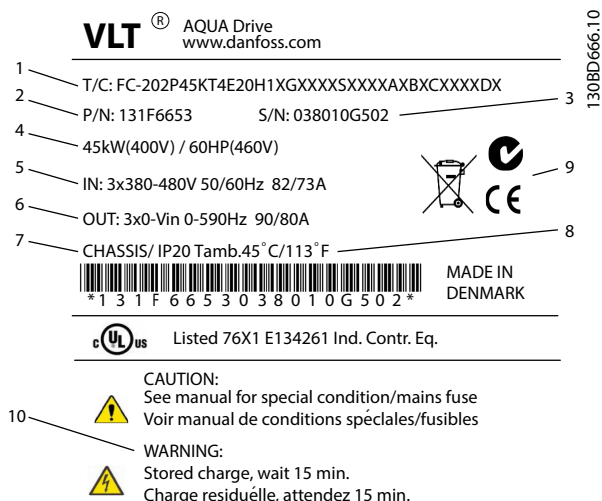 VLT ® AQUA Drive
www.danfoss.com
130BD666.10
1 T/C: FC-202P45KT4E20H1XGXXXXSXXXXAXBXCXXXXDX
2 P/N: 131F6653 S/N: 038010G502 3
4 45kW(400V) / 60HP(460V)
5 IN: 3x380-480V 50/60Hz 82/73A
6 OUT: 3x0-Vin 0-590Hz 90/80A
9
CE
7 CHASSIS/ IP20 Tamb.45˚C/113˚F 8
*131F6653038010G502*
MADE IN
DENMARK
c UL us Listed 76X1 E134261 Ind. Contr. Eq.
CAUTION:
See manual for special condition/mains fuse
Voir manual de conditions spéclales/fusibles
10 WARNING:
Stored charge, wait 15 min.
Charge residuélle, attendez 15 min.